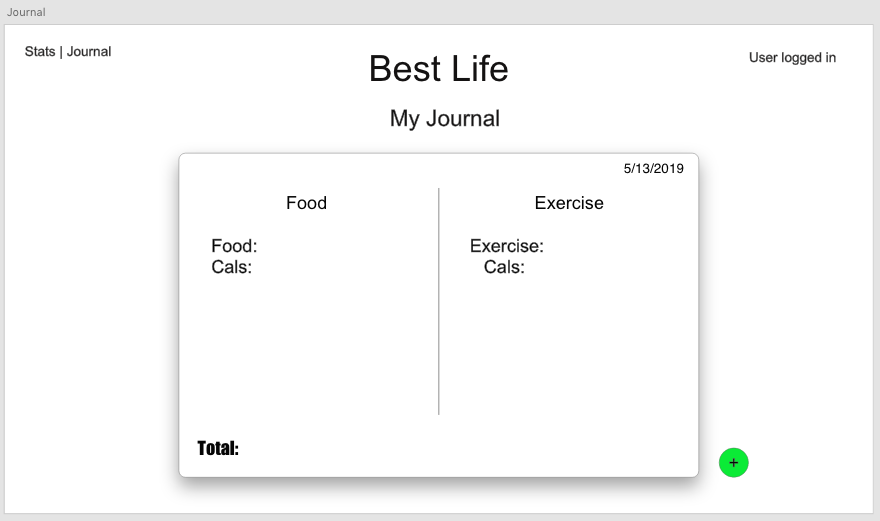 Journal
Stats | Journal
User logged in
Best Life
My Journal
5/13/2019
Food
Exercise
Food:
Cals:
Exercise:
Cals:
Total:
+